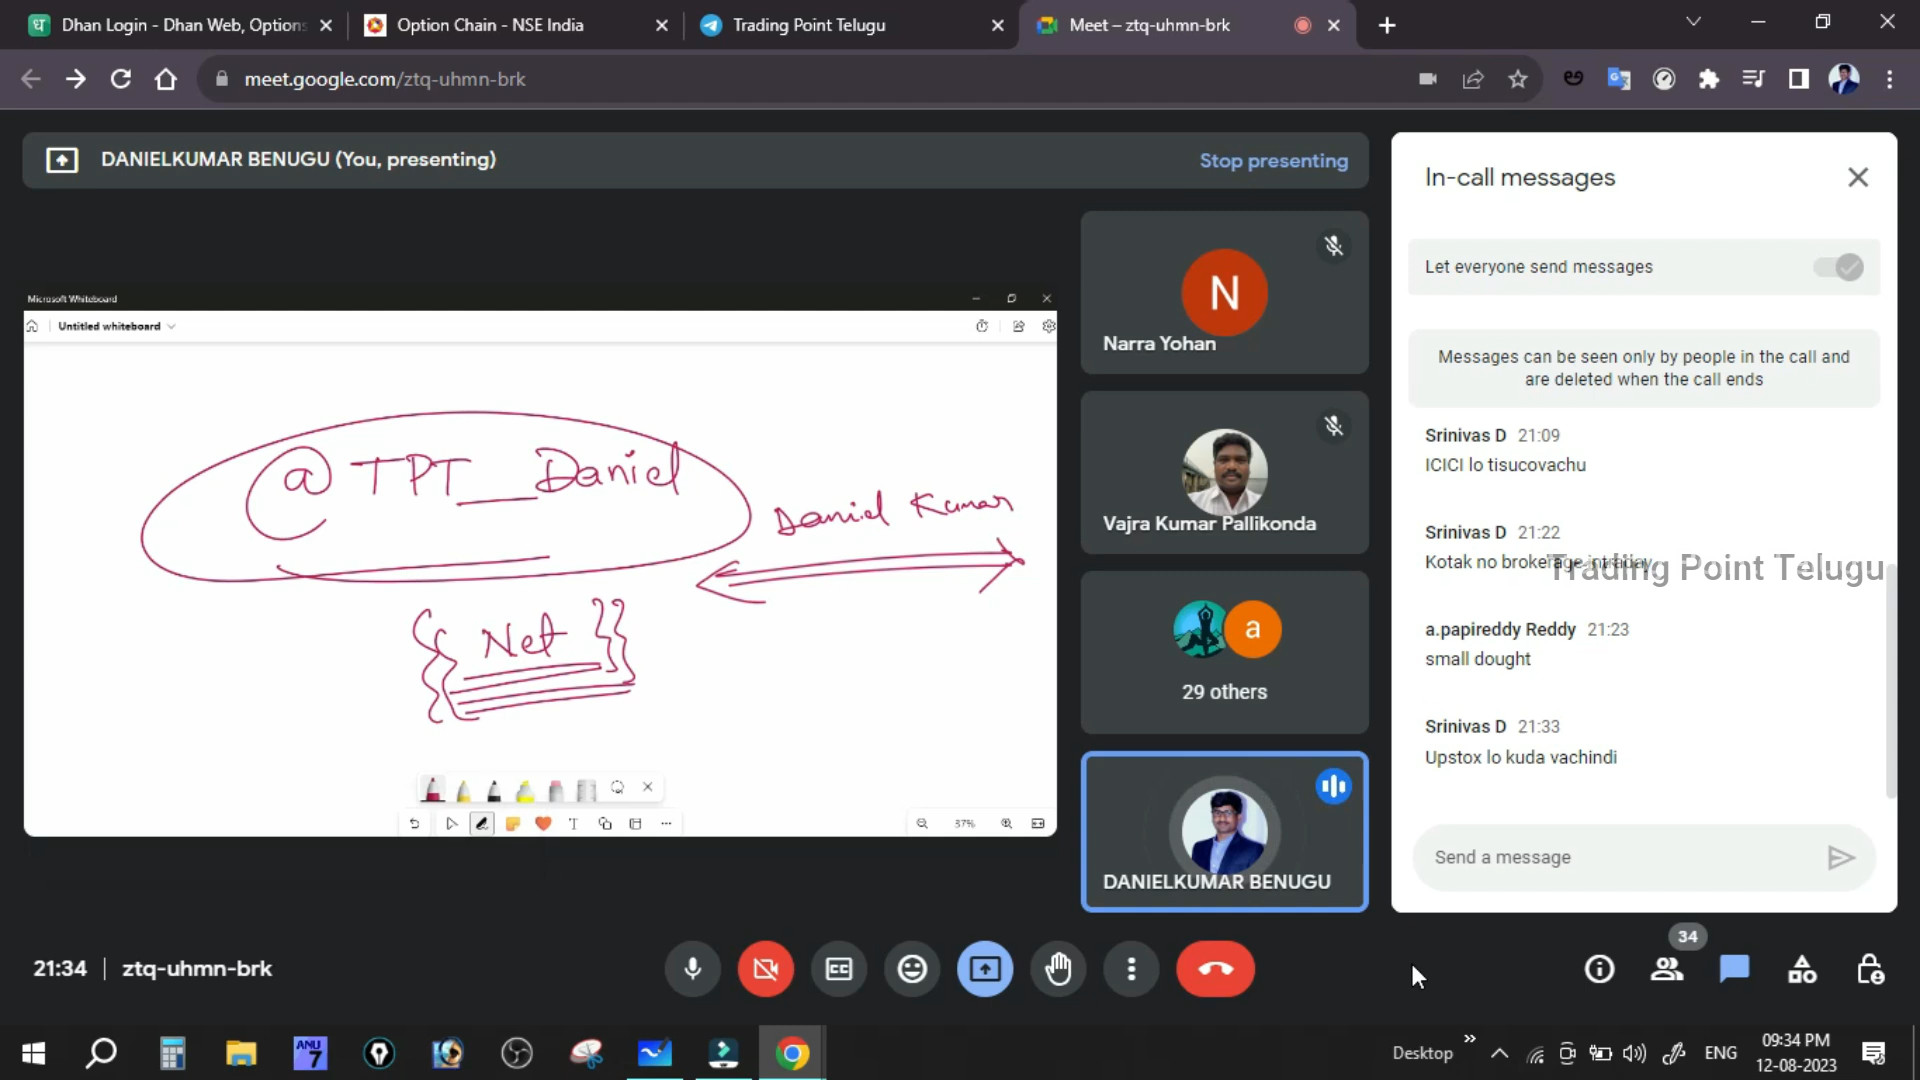 Dhan Login - Dhan Web, Options
Option Chain - NSE India
Trading Point Telugu
Meet – ztq-uhmn-brk
meet.google.com/ztq-uhmn-brk
DANIELKUMAR BENUGU (You, presenting)
Stop presenting
Microsoft Whiteboard
Untitled whiteboard
@ TPT__Daniel
Daniel Kumar
{{ Net }}
37%
N
Narra Yohan
Vajra Kumar Pallikonda
a
29 others
DANIELKUMAR BENUGU
In-call messages
Let everyone send messages
Messages can be seen only by people in the call and
are deleted when the call ends
Srinivas D 21:09
ICICI lo tisucovachu
Srinivas D 21:22
Kotak no brokerage intraday
Trading Point Telugu
a.papireddy Reddy 21:23
small dought
Srinivas D 21:33
Upstox lo kuda vachindi
Send a message
21:34 | ztq-uhmn-brk
34
ANU
7
Desktop
ENG
09:34 PM
12-08-2023